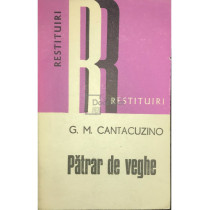 RESTITUIRI
R
RESTITUIRI
G. M. CANTACUZINO
Pătrar de veghe